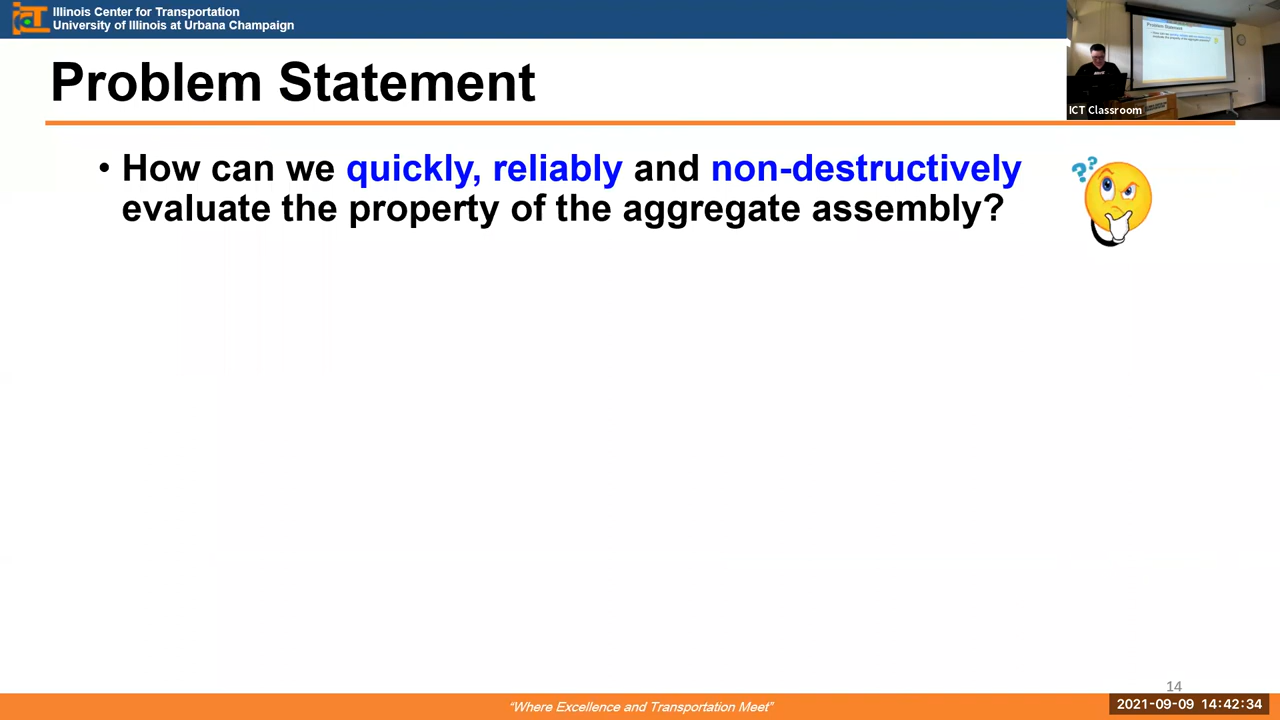 Illinois Center for Transportation
University of Illinois at Urbana Champaign
Problem Statement
ICT Classroom
• How can we quickly, reliably and non-destructively
evaluate the property of the aggregate assembly?
??
14
“Where Excellence and Transportation Meet”
2021-09-09 14:42:34